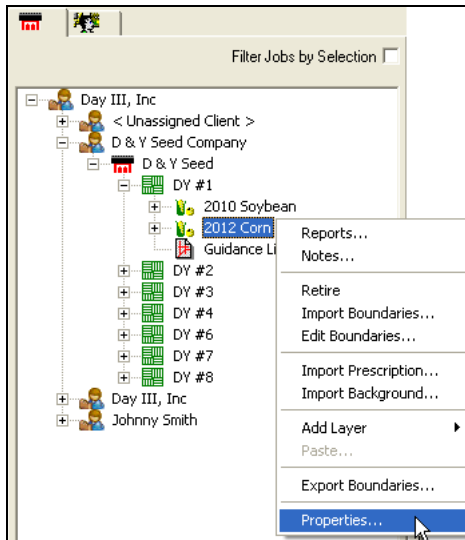 Filter Jobs by Selection
Day III, Inc
< Unassigned Client >
D & Y Seed Company
D & Y Seed
DY #1
2010 Soybean
2012 Corn
Guidance Li
DY #2
DY #3
DY #4
DY #6
DY #7
DY #8
Day III, Inc
Johnny Smith
Reports...
Notes...
Retire
Import Boundaries...
Edit Boundaries...
Import Prescription...
Import Background...
Add Layer
Paste...
Export Boundaries...
Properties...